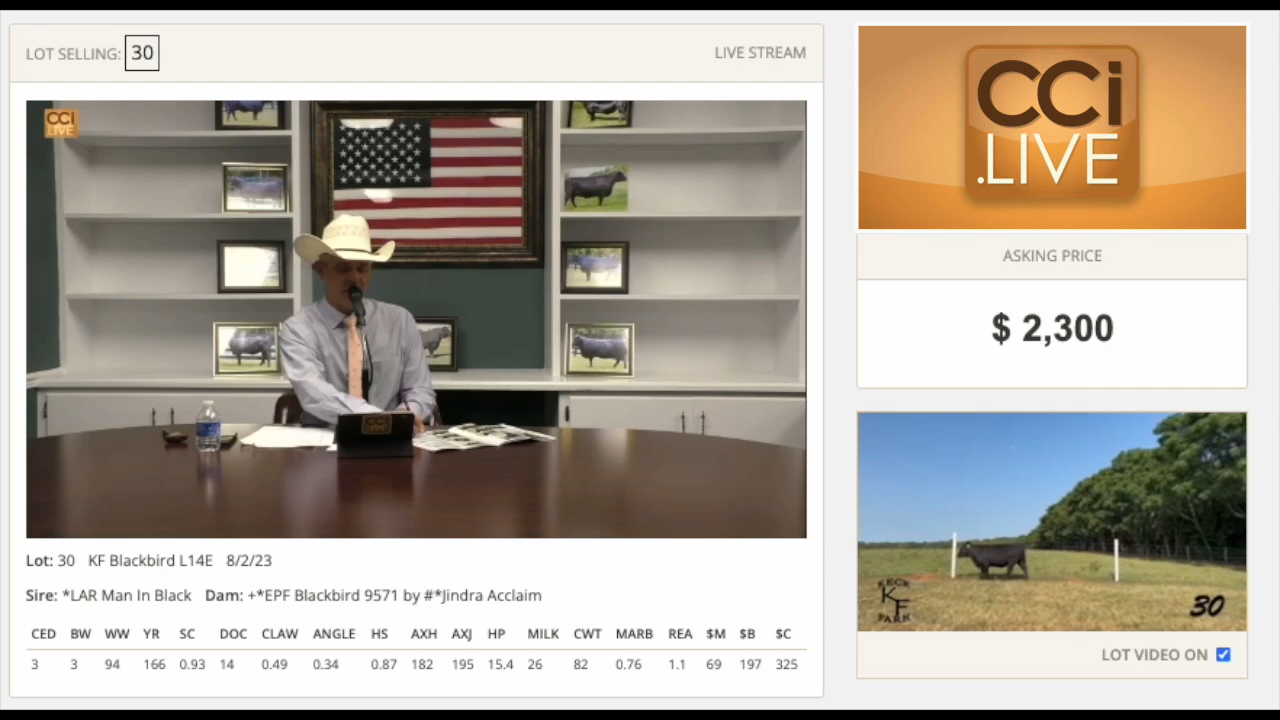 LOT SELLING: 30
LIVE STREAM
CCi
LIVE
CCi
Lot: 30 KF Blackbird L14E 8/2/23
Sire: *LAR Man In Black Dam: +*EPF Blackbird 9571 by #*Jindra Acclaim
CED BW WW YR SC DOC CLAW ANGLE HS AXH AXJ HP MILK CWT MARB REA $M $B $C
3 3 94 166 0.93 14 0.49 0.34 0.87 182 195 15.4 26 82 0.76 1.1 69 197 325
CCi
.LIVE
ASKING PRICE
$ 2,300
KECK
KF
PARK
30
LOT VIDEO ON